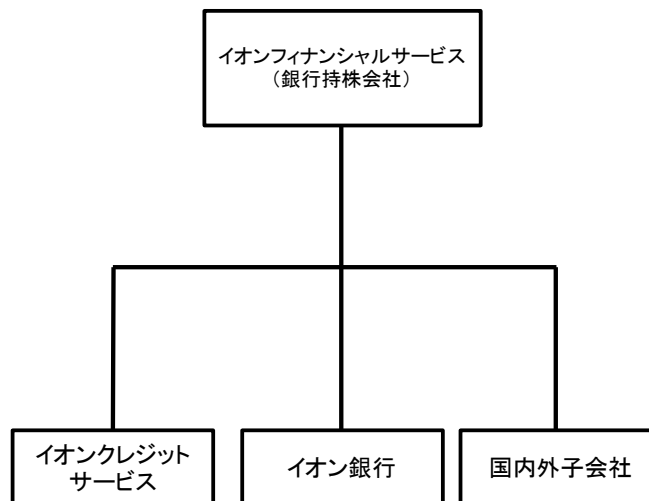 イオンフィナンシャルサービス
（銀行持株会社）
イオンクレジット
サービス
イオン銀行
国内外子会社